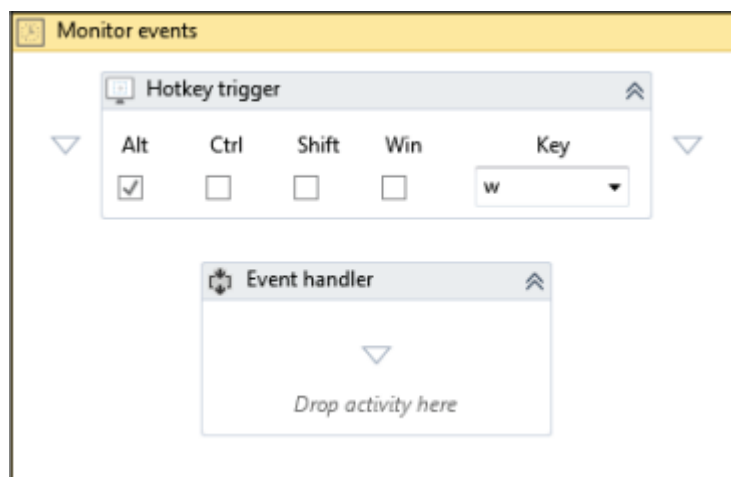 Monitor events
Hotkey trigger
Alt Ctrl Shift Win Key
w
Event handler
Drop activity here